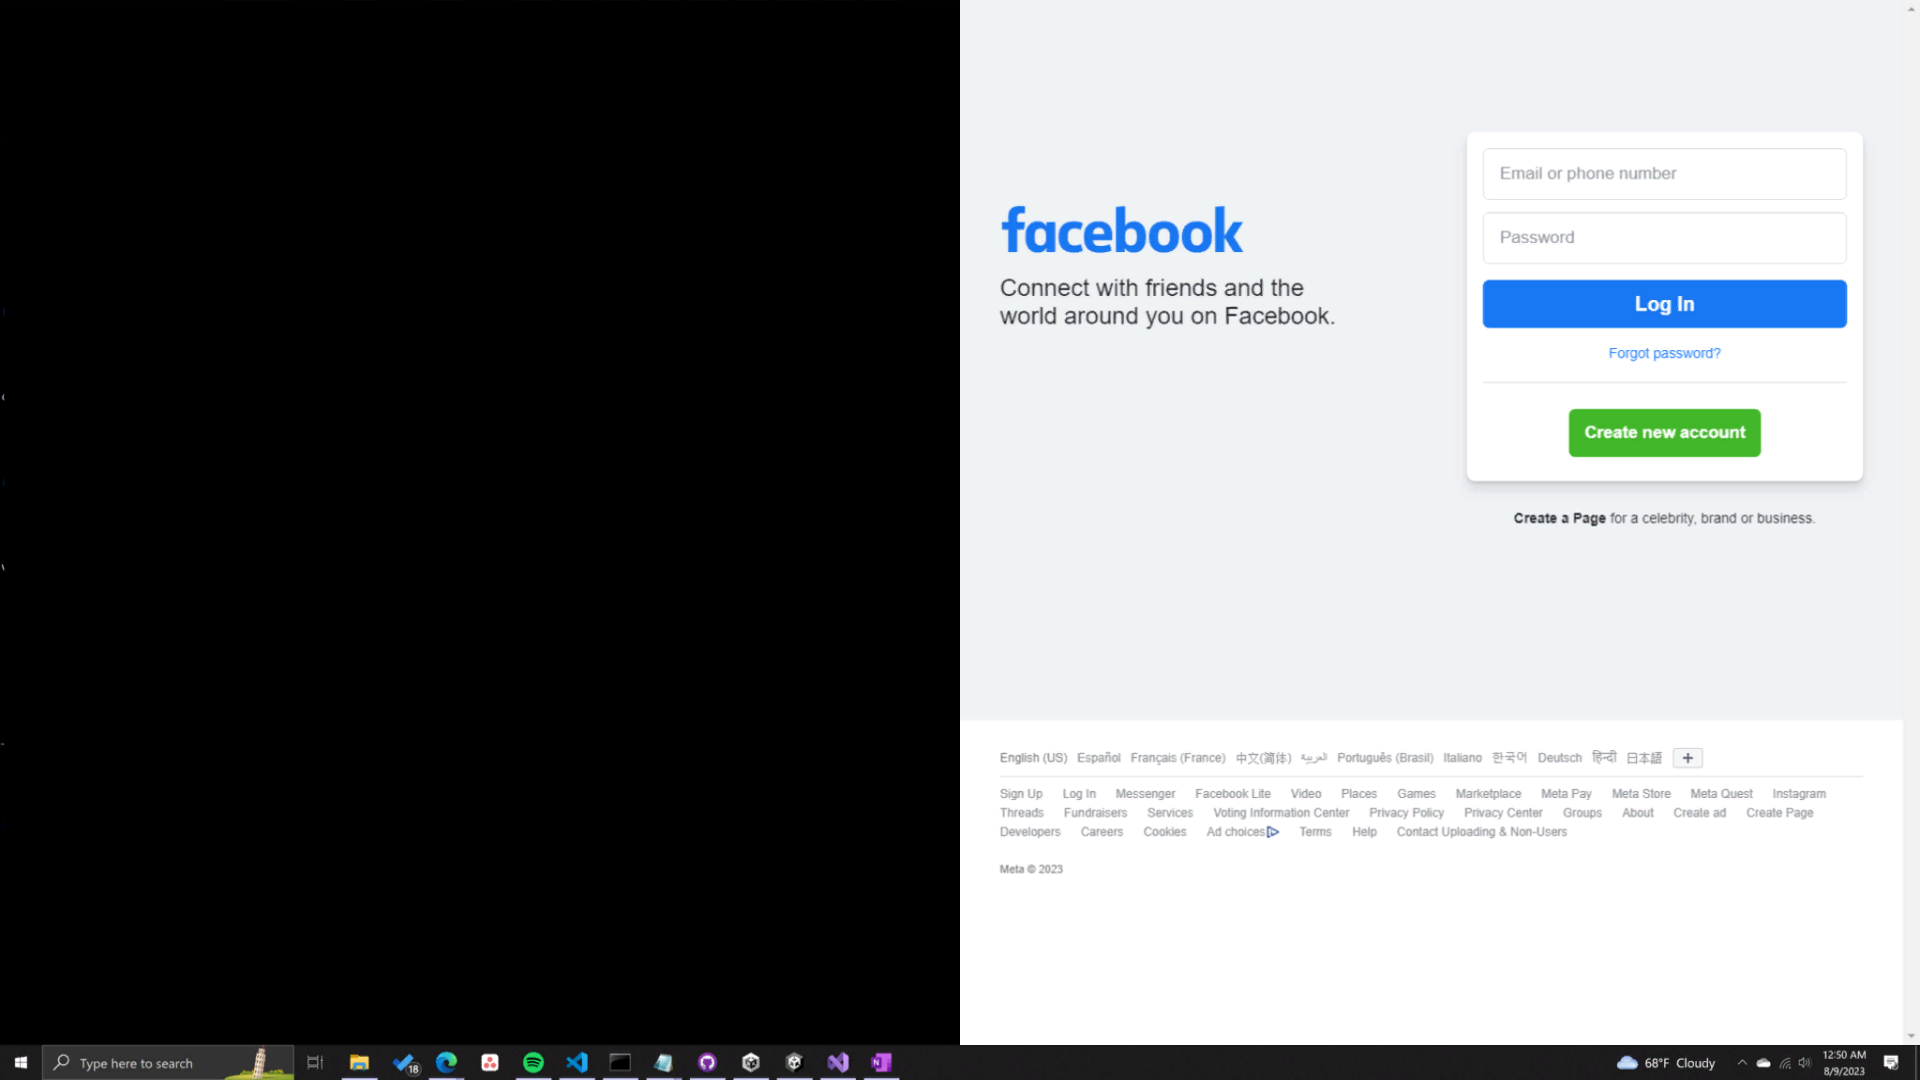 facebook
Connect with friends and the
world around you on Facebook.
Email or phone number
Password
Log In
Forgot password?
Create new account
Create a Page for a celebrity, brand or business.
English (US) Español Français (France) 中文(简体) العربية Português (Brasil) Italiano 한국어 Deutsch हिन्दी 日本語 +
Sign Up Log In Messenger Facebook Lite Video Places Games Marketplace Meta Pay Meta Store Meta Quest Instagram
Threads Fundraisers Services Voting Information Center Privacy Policy Privacy Center Groups About Create ad Create Page
Developers Careers Cookies Ad choices Terms Help Contact Uploading & Non-Users
Meta © 2023
Type here to search
18
68°F Cloudy
12:50 AM
8/9/2023